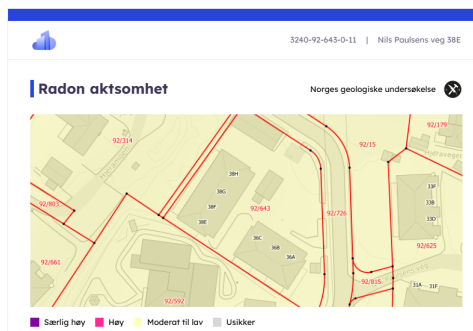 3240-92-643-0-11 | Nils Paulsens veg 38E
Radon aktsomhet
Norges geologiske undersøkelse
92/179
92/314
92/15
38H
33F
38G
33B
92/803
38F
92/643
33D
38E
92/726
36C
92/625
36B
92/661
36A
92/815
31A
31F
92/592
Særlig høy
Høy
Moderat til lav
Usikker